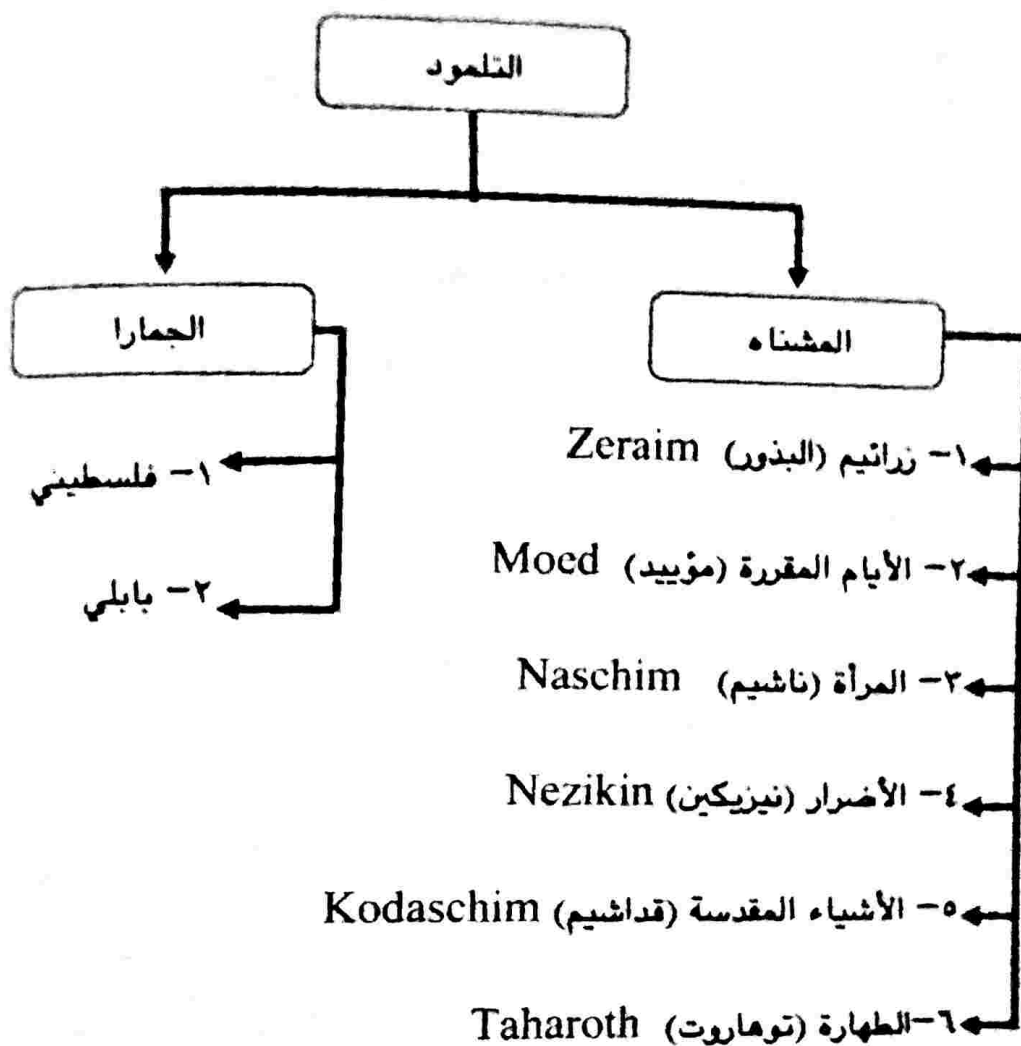 التلمود
المشناه
١- زرائيم (البذور) Zeraim
٢- الأيام المقررة (مؤييد) Moed
٣- المرأة (ناشيم) Naschim
٤- الأضرار (نيزيكين) Nezikin
٥- الأشياء المقدسة (قداشيم) Kodaschim
٦- الطهارة (توهاروت) Taharoth
الجمارا
١- فلسطيني
٢- بابلي